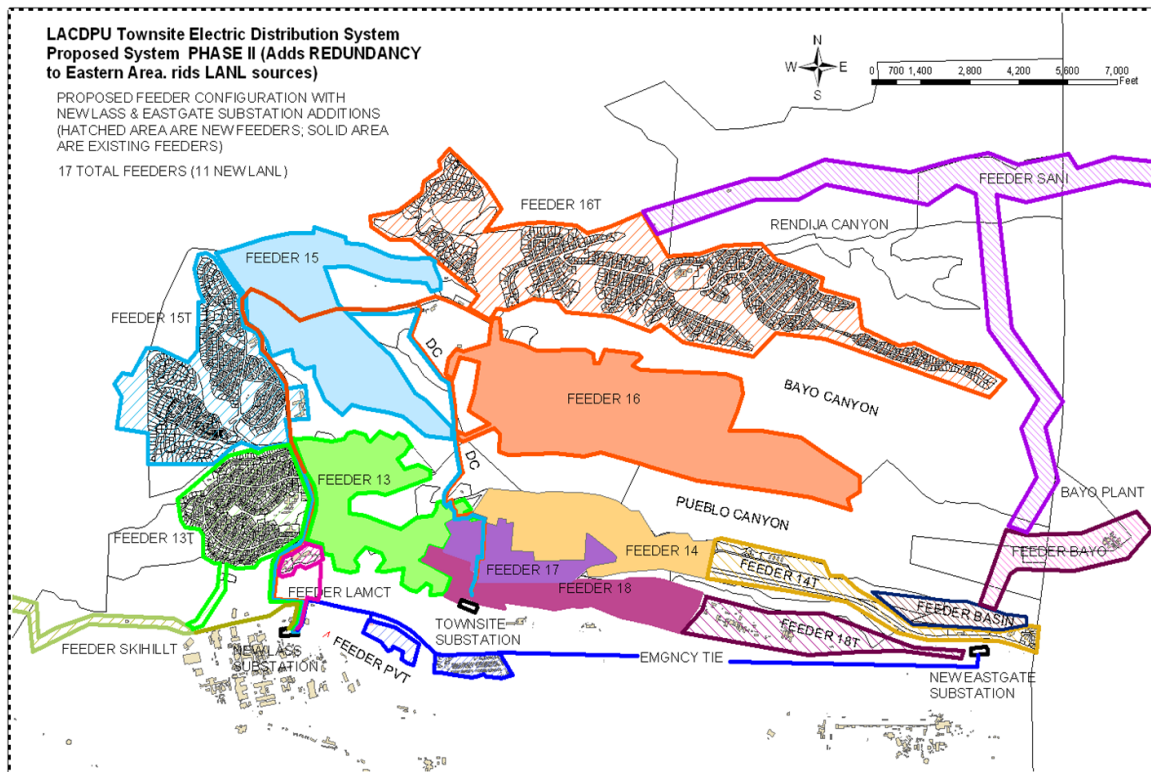 LACDPU Townsite Electric Distribution System
Proposed System PHASE II (Adds REDUNDANCY
to Eastern Area. rids LANL sources)
PROPOSED FEEDER CONFIGURATION WITH
NEW LASS & EASTGATE SUBSTATION ADDITIONS
(HATCHED AREA ARE NEW FEEDERS; SOLID AREA
ARE EXISTING FEEDERS)
17 TOTAL FEEDERS (11 NEW LANL)
N
W E
S
0 700 1,400 2,800 4,200 5,600 7,000
Feet
FEEDER SANI
FEEDER 16T
RENDIJA CANYON
FEEDER 15
FEEDER 15T
DC
BAYO CANYON
FEEDER 16
DC
FEEDER 13
PUEBLO CANYON
BAYO PLANT
FEEDER 13T
FEEDER 14
FEEDER BAYO
FEEDER 17
FEEDER 14T
FEEDER 18
FEEDER LAMCT
FEEDER BASIN
TOWNSITE
SUBSTATION
FEEDER 18T
FEEDER SKIHILLT
NEW LASS
SUBSTATION
FEEDER PVT
EMGNCY TIE
NEW EASTGATE
SUBSTATION